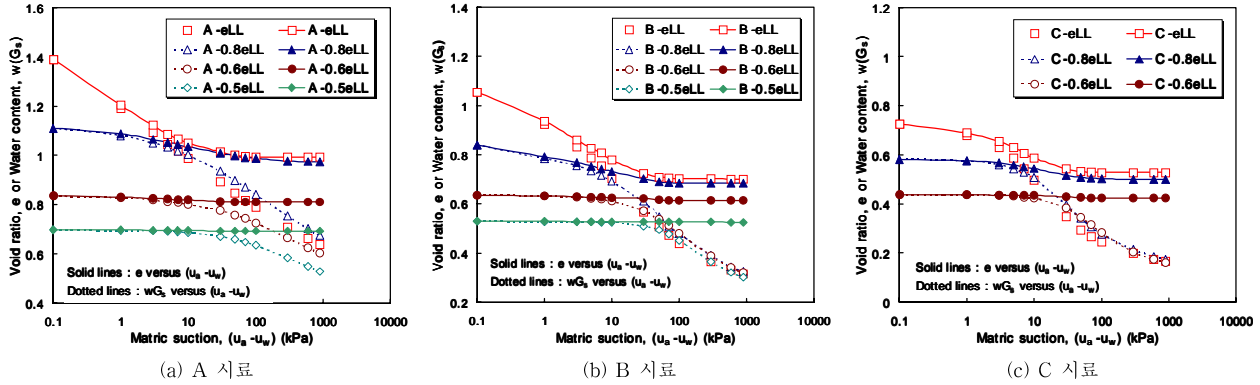 Void ratio, e or Water content, w(Gs)
1.6
1.4
1.2
1
0.8
0.6
0.4
A -eLL A -eLL
A -0.8eLL A -0.8eLL
A -0.6eLL A -0.6eLL
A -0.5eLL A -0.5eLL
Solid lines : e versus (ua -uw)
Dotted lines : wGs versus (ua -uw)
0.1 1 10 100 1000 10000
Matric suction, (ua -uw) (kPa)
(a) A 시료
Void ratio, e or Water content, w(Gs)
1.4
1.2
1
0.8
0.6
0.4
0.2
B -eLL B -eLL
B -0.8eLL B -0.8eLL
B -0.6eLL B -0.6eLL
B -0.5eLL B -0.5eLL
Solid lines : e versus (ua -uw)
Dotted lines : wGs versus (ua -uw)
0.1 1 10 100 1000 10000
Matric suction, (ua -uw) (kPa)
(b) B 시료
Void ratio, e or Water content, w(Gs)
1.2
1
0.8
0.6
0.4
0.2
0
C -eLL C -eLL
C -0.8eLL C -0.8eLL
C -0.6eLL C -0.6eLL
Solid lines : e versus (ua -uw)
Dotted lines : wGs versus (ua -uw)
0.1 1 10 100 1000 10000
Matric suction, (ua -uw) (kPa)
(c) C 시료